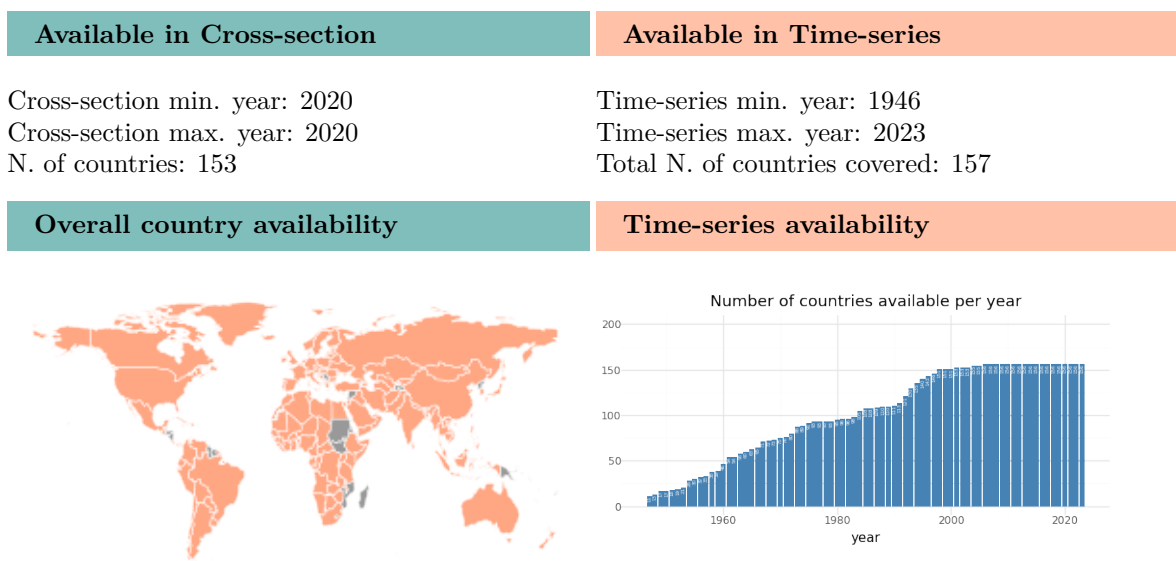 Available in Cross-section
Available in Time-series
Cross-section min. year: 2020
Cross-section max. year: 2020
N. of countries: 153
Time-series min. year: 1946
Time-series max. year: 2023
Total N. of countries covered: 157
Overall country availability
Time-series availability
Number of countries available per year
200
150
100
50
0
1960
1980
2000
2020
year